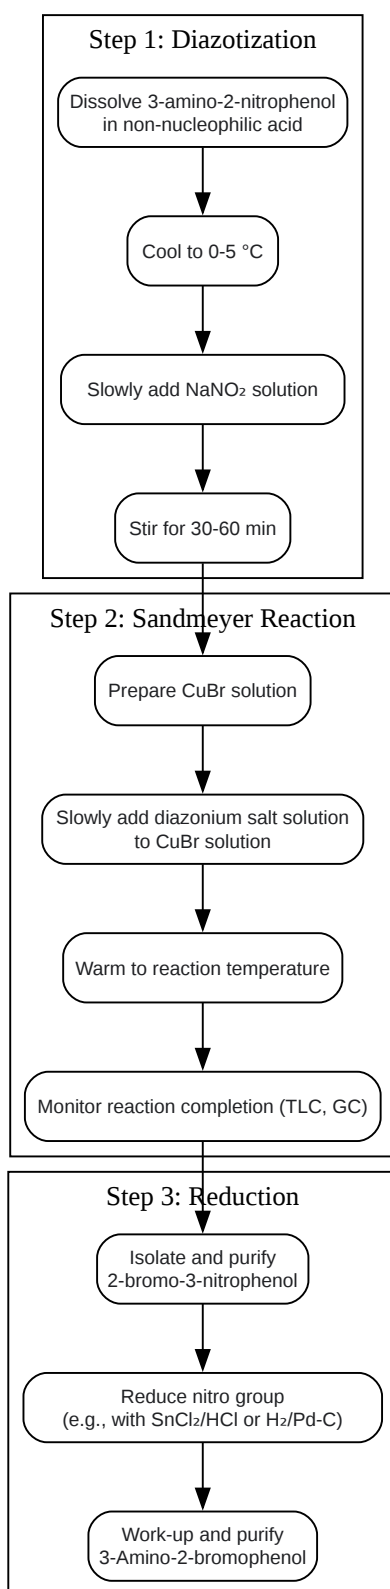 Step 1: Diazotization
Dissolve 3-amino-2-nitrophenol
in non-nucleophilic acid
Cool to 0-5 °C
Slowly add NaNO₂ solution
Stir for 30-60 min
Step 2: Sandmeyer Reaction
Prepare CuBr solution
Slowly add diazonium salt solution
to CuBr solution
Warm to reaction temperature
Monitor reaction completion (TLC, GC)
Step 3: Reduction
Isolate and purify
2-bromo-3-nitrophenol
Reduce nitro group
(e.g., with SnCl₂/HCl or H₂/Pd-C)
Work-up and purify
3-Amino-2-bromophenol